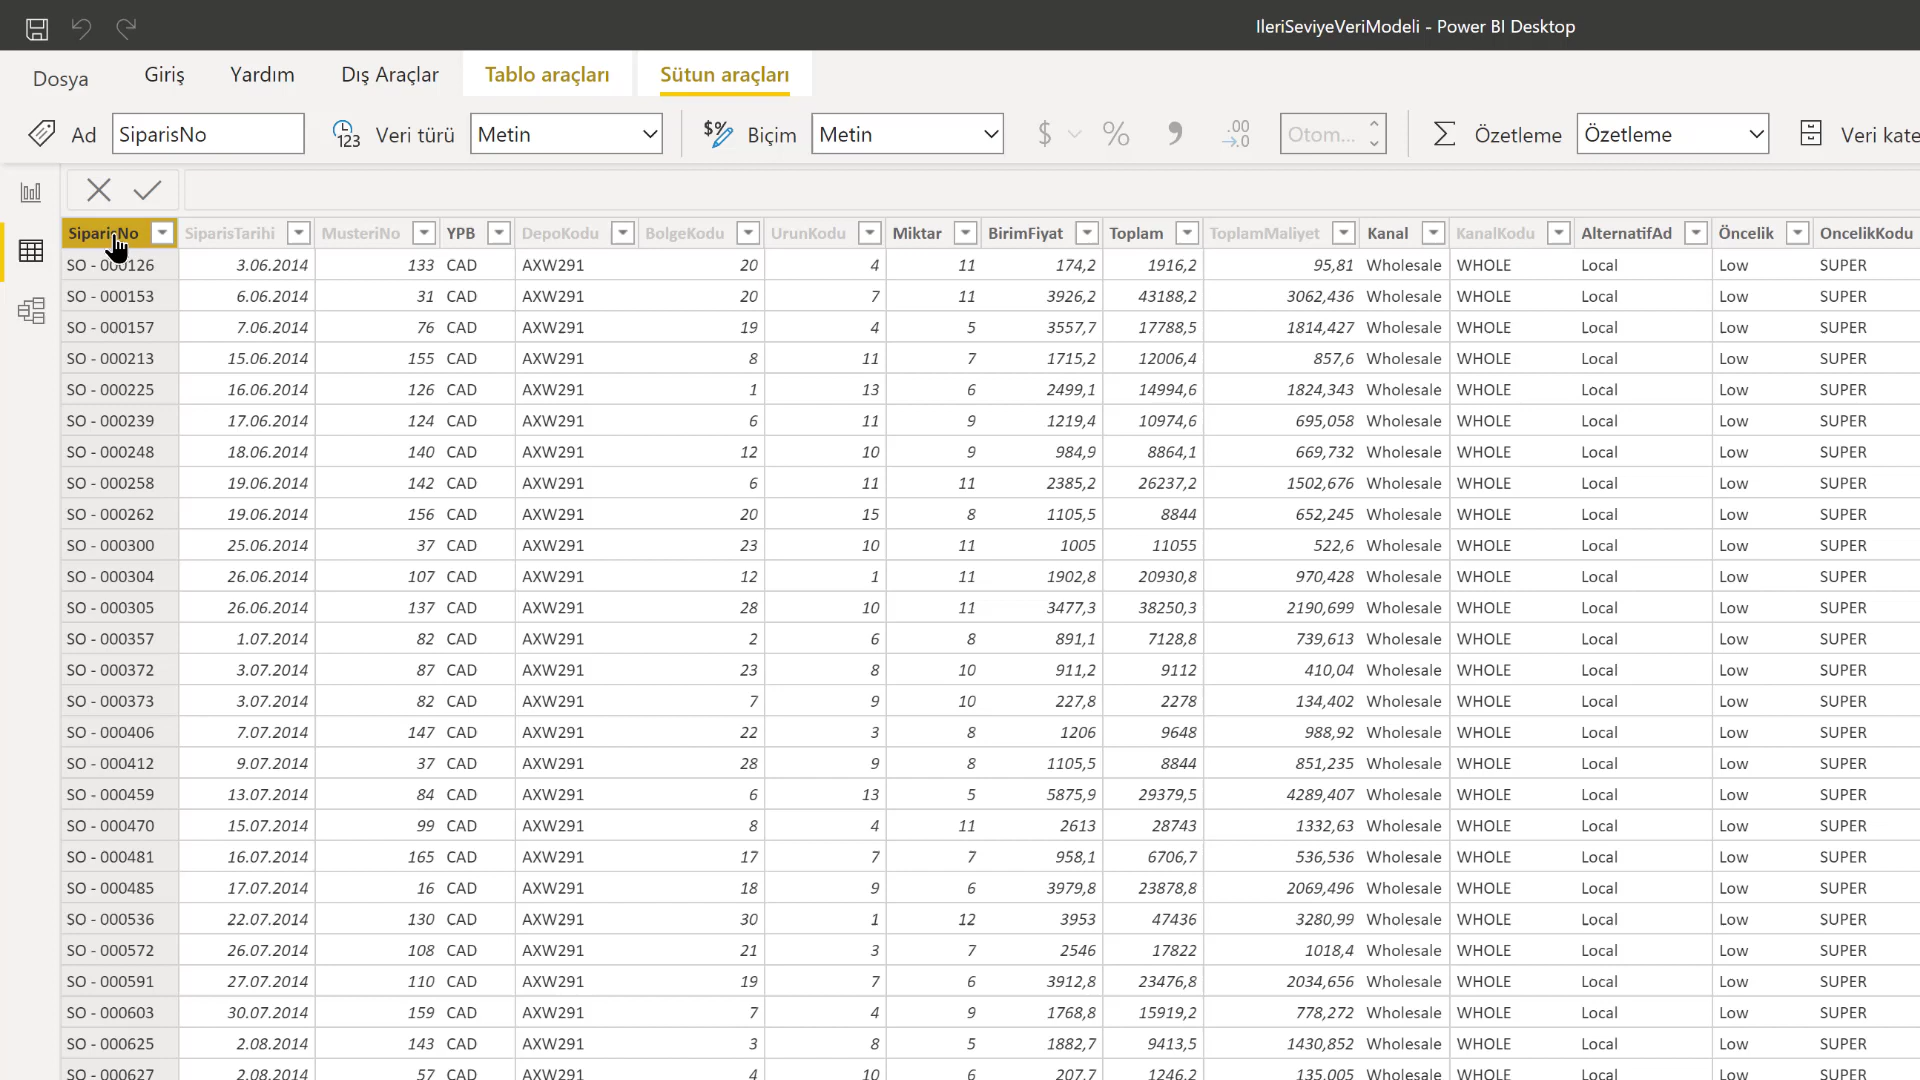 IleriSeviyeVeriModeli - Power BI Desktop
Dosya Giriş Yardım Dış Araçlar Tablo araçları Sütun araçları
Ad SiparisNo 123 Veri türü Metin $% Biçim Metin $ % 9 .00 →.0 Otom... Σ Özetleme Özetleme Veri kate
SiparisNo SiparisTarihi MusteriNo YPB DepoKodu BolgeKodu UrunKodu Miktar BirimFiyat Toplam ToplamMaliyet Kanal KanalKodu AlternatifAd Öncelik OncelikKodu
SO - 000126 3.06.2014 133 CAD AXW291 20 4 11 174,2 1916,2 95,81 Wholesale WHOLE Local Low SUPER
SO - 000153 6.06.2014 31 CAD AXW291 20 7 11 3926,2 43188,2 3062,436 Wholesale WHOLE Local Low SUPER
SO - 000157 7.06.2014 76 CAD AXW291 19 4 5 3557,7 17788,5 1814,427 Wholesale WHOLE Local Low SUPER
SO - 000213 15.06.2014 155 CAD AXW291 8 11 7 1715,2 12006,4 857,6 Wholesale WHOLE Local Low SUPER
SO - 000225 16.06.2014 126 CAD AXW291 1 13 6 2499,1 14994,6 1824,343 Wholesale WHOLE Local Low SUPER
SO - 000239 17.06.2014 124 CAD AXW291 6 11 9 1219,4 10974,6 695,058 Wholesale WHOLE Local Low SUPER
SO - 000248 18.06.2014 140 CAD AXW291 12 10 9 984,9 8864,1 669,732 Wholesale WHOLE Local Low SUPER
SO - 000258 19.06.2014 142 CAD AXW291 6 11 11 2385,2 26237,2 1502,676 Wholesale WHOLE Local Low SUPER
SO - 000262 19.06.2014 156 CAD AXW291 20 15 8 1105,5 8844 652,245 Wholesale WHOLE Local Low SUPER
SO - 000300 25.06.2014 37 CAD AXW291 23 10 11 1005 11055 522,6 Wholesale WHOLE Local Low SUPER
SO - 000304 26.06.2014 107 CAD AXW291 12 1 11 1902,8 20930,8 970,428 Wholesale WHOLE Local Low SUPER
SO - 000305 26.06.2014 137 CAD AXW291 28 10 11 3477,3 38250,3 2190,699 Wholesale WHOLE Local Low SUPER
SO - 000357 1.07.2014 82 CAD AXW291 2 6 8 891,1 7128,8 739,613 Wholesale WHOLE Local Low SUPER
SO - 000372 3.07.2014 87 CAD AXW291 23 8 10 911,2 9112 410,04 Wholesale WHOLE Local Low SUPER
SO - 000373 3.07.2014 82 CAD AXW291 7 9 10 227,8 2278 134,402 Wholesale WHOLE Local Low SUPER
SO - 000406 7.07.2014 147 CAD AXW291 22 3 8 1206 9648 988,92 Wholesale WHOLE Local Low SUPER
SO - 000412 9.07.2014 37 CAD AXW291 28 9 8 1105,5 8844 851,235 Wholesale WHOLE Local Low SUPER
SO - 000459 13.07.2014 84 CAD AXW291 6 13 5 5875,9 29379,5 4289,407 Wholesale WHOLE Local Low SUPER
SO - 000470 15.07.2014 99 CAD AXW291 8 4 11 2613 28743 1332,63 Wholesale WHOLE Local Low SUPER
SO - 000481 16.07.2014 165 CAD AXW291 17 7 7 958,1 6706,7 536,536 Wholesale WHOLE Local Low SUPER
SO - 000485 17.07.2014 16 CAD AXW291 18 9 6 3979,8 23878,8 2069,496 Wholesale WHOLE Local Low SUPER
SO - 000536 22.07.2014 130 CAD AXW291 30 1 12 3953 47436 3280,99 Wholesale WHOLE Local Low SUPER
SO - 000572 26.07.2014 108 CAD AXW291 21 3 7 2546 17822 1018,4 Wholesale WHOLE Local Low SUPER
SO - 000591 27.07.2014 110 CAD AXW291 19 7 6 3912,8 23476,8 2034,656 Wholesale WHOLE Local Low SUPER
SO - 000603 30.07.2014 159 CAD AXW291 7 4 9 1768,8 15919,2 778,272 Wholesale WHOLE Local Low SUPER
SO - 000625 2.08.2014 143 CAD AXW291 3 8 5 1882,7 9413,5 1430,852 Wholesale WHOLE Local Low SUPER
SO - 000627 2.08.2014 57 CAD AXW291 4 10 6 207,7 1246,2 135,005 Wholesale WHOLE Local Low SUPER